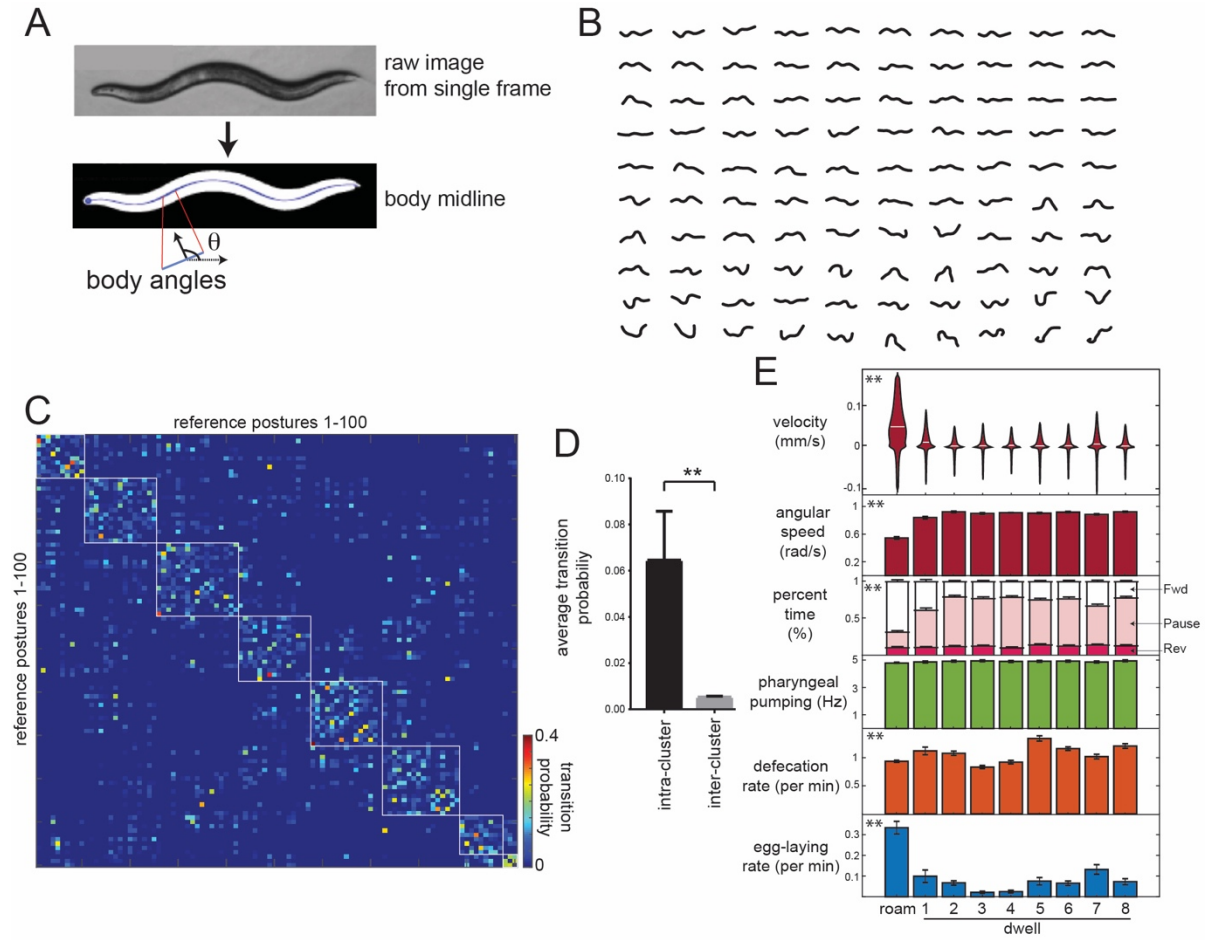 A
raw image
from single frame
body midline
θ
body angles
B
C
reference postures 1-100
reference postures 1-100
0.4
transition
probability
0
D
**
0.10
0.08
0.06
0.04
0.02
0.00
average transition
probabiliy
intra-cluster
inter-cluster
E
**
velocity
(mm/s)
0.1
0
-0.1
**
angular
speed
(rad/s)
1
0.6
0.2
**
percent
time
(%)
1
0.5
Fwd
Pause
Rev
pharyngeal
pumping (Hz)
5
3
1
**
defecation
rate (per min)
1
0.5
**
egg-laying
rate (per min)
0.3
0.2
0.1
roam 1 2 3 4 5 6 7 8
dwell